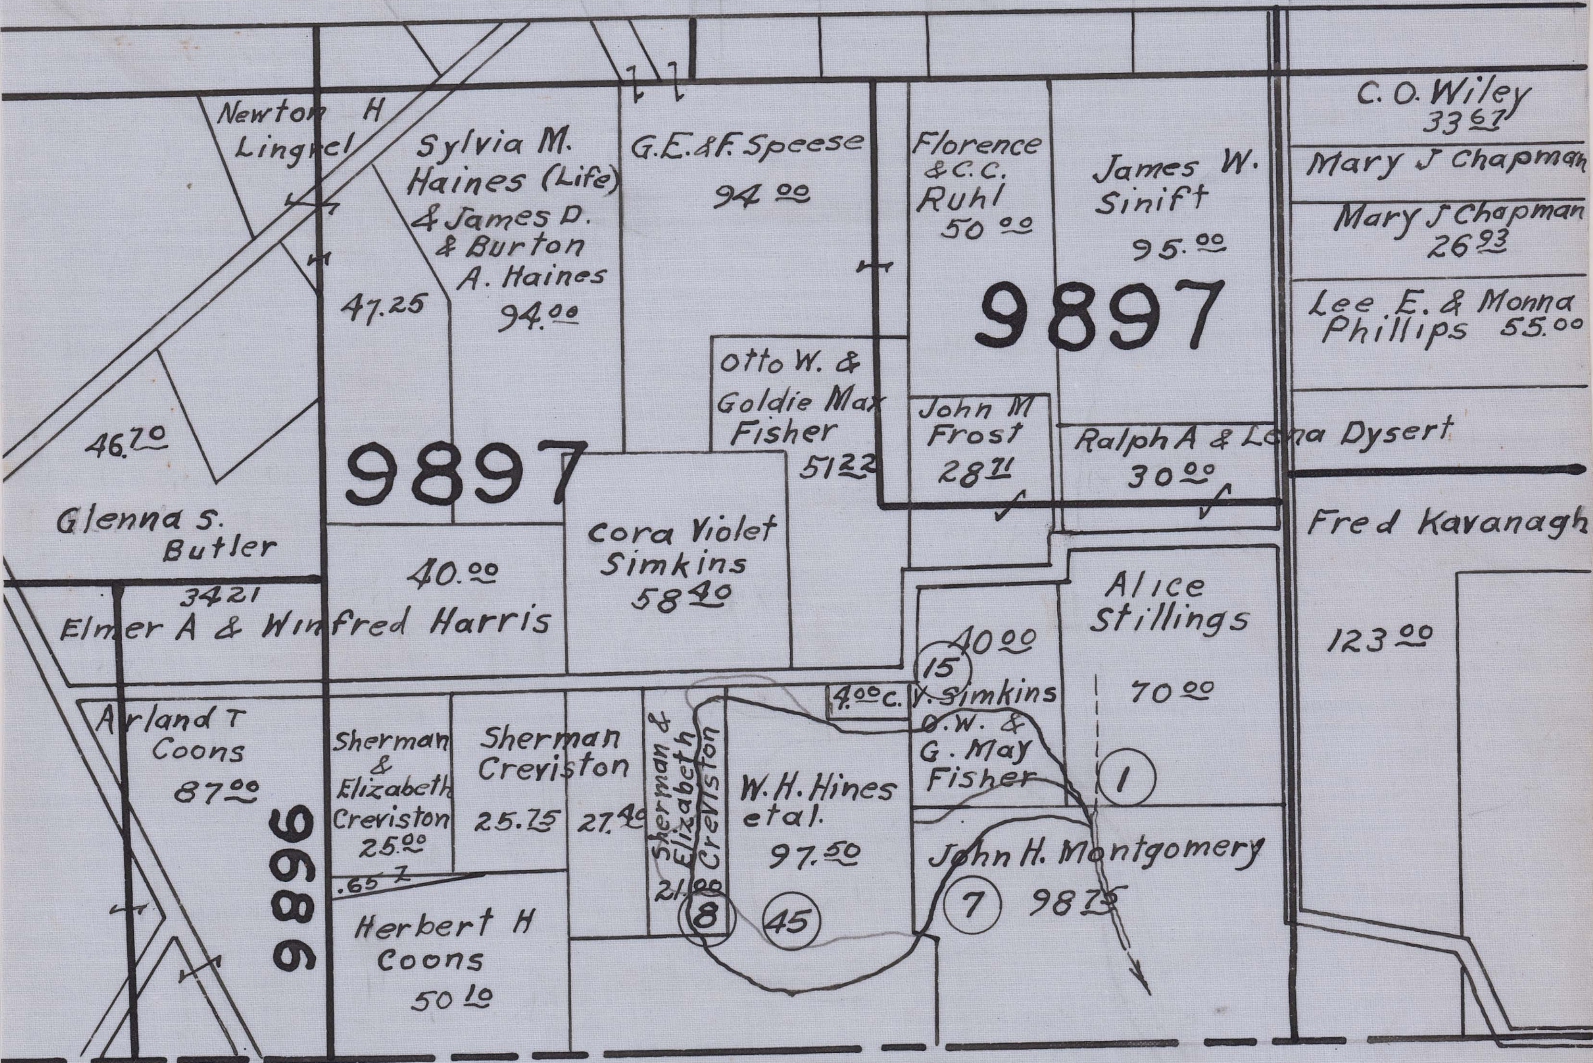 Newton H
Lingrel
47.25
Sylvia M.
Haines (Life)
& James D.
& Burton
A. Haines
94.00
G.E. & F. Speese
94 00
Florence
& C.C.
Ruhl
50 00
James W.
Sinift
95.00
C. O. Wiley
33 67
Mary J Chapman
Mary J Chapman
26 93
Lee E. & Monna
Phillips 55.00
9897
Otto W. &
Goldie May
Fisher
51 22
John M
Frost
28 71
Ralph A & Lena Dysert
30 00
46.70
Glenna S.
Butler
9897
Cora Violet
Simkins
58 40
Fred Kavanagh
123 00
40.00
3421
Elmer A & Winfred Harris
Alice
Stillings
70 00
1
40 00
15
4.00 C. V. Simkins
O. W. &
G. May
Fisher
Arland T
Coons
87 00
9896
Sherman
&
Elizabeth
Creviston
25.00
Sherman
Creviston
25.75
27.40
Sherman &
Elizabeth
Creviston
21.00
8
W. H. Hines
et al.
97.50
45
John H. Montgomery
7
98 75
.65 Z
Herbert H
Coons
50 10